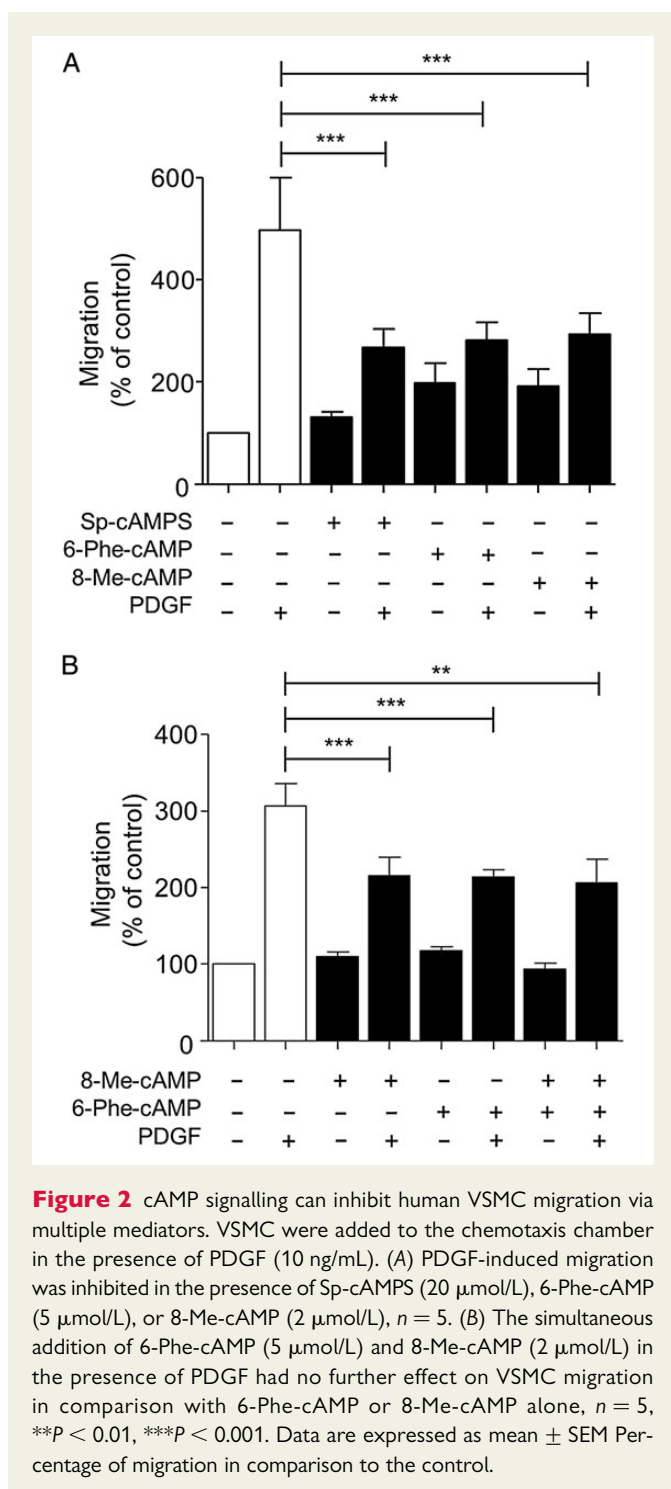 A
***
***
***
600
400
200
0
Migration
(% of control)
Sp-cAMPS – – + + – – – –
6-Phe-cAMP – – – – + + – –
8-Me-cAMP – – – – – – + +
PDGF – + – + – + – +
B
**
***
***
400
300
200
100
0
Migration
(% of control)
8-Me-cAMP – – + + – – + +
6-Phe-cAMP – – – – + + + +
PDGF – + – + – + – +
Figure 2 cAMP signalling can inhibit human VSMC migration via
multiple mediators. VSMC were added to the chemotaxis chamber
in the presence of PDGF (10 ng/mL). (A) PDGF-induced migration
was inhibited in the presence of Sp-cAMPS (20 μmol/L), 6-Phe-cAMP
(5 μmol/L), or 8-Me-cAMP (2 μmol/L), n = 5. (B) The simultaneous
addition of 6-Phe-cAMP (5 μmol/L) and 8-Me-cAMP (2 μmol/L) in
the presence of PDGF had no further effect on VSMC migration
in comparison with 6-Phe-cAMP or 8-Me-cAMP alone, n = 5,
**P < 0.01, ***P < 0.001. Data are expressed as mean ± SEM Per-
centage of migration in comparison to the control.